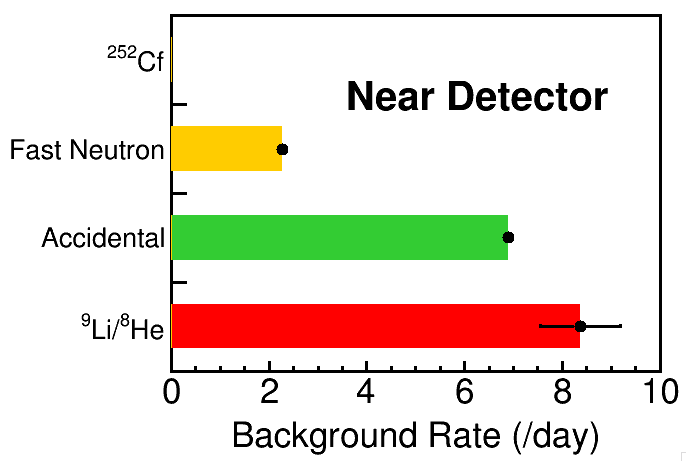 ²⁵²Cf
Near Detector
Fast Neutron
Accidental
⁹Li/⁸He
0 2 4 6 8 10
Background Rate (/day)